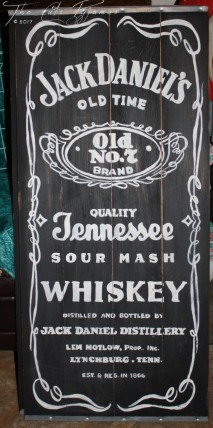 © 2017
JACK DANIEL'S
OLD TIME
Old
No.7
BRAND
QUALITY
Tennessee
SOUR MASH
WHISKEY
DISTILLED AND BOTTLED BY
JACK DANIEL DISTILLERY
LEM MOTLOW, PROP. INC.
LYNCHBURG, TENN.
EST. & REG. IN 1866